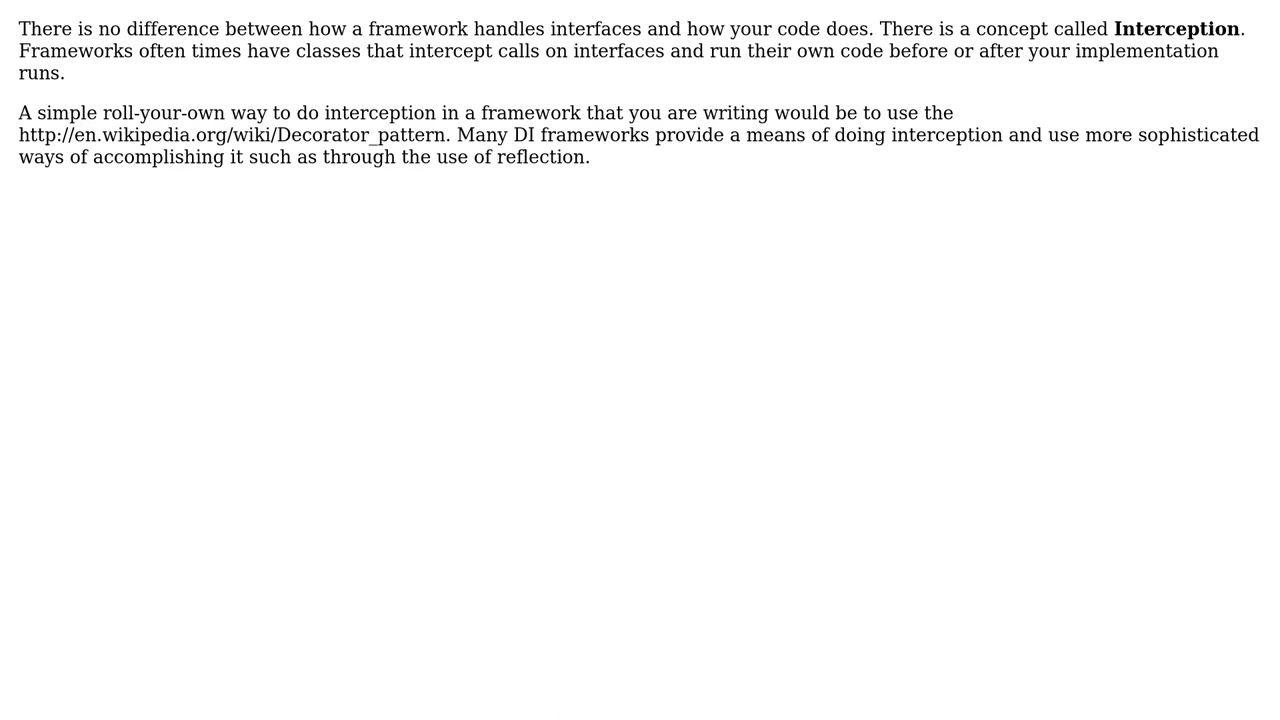 There is no difference between how a framework handles interfaces and how your code does. There is a concept called Interception.
Frameworks often times have classes that intercept calls on interfaces and run their own code before or after your implementation
runs.
A simple roll-your-own way to do interception in a framework that you are writing would be to use the
http://en.wikipedia.org/wiki/Decorator_pattern. Many DI frameworks provide a means of doing interception and use more sophisticated
ways of accomplishing it such as through the use of reflection.